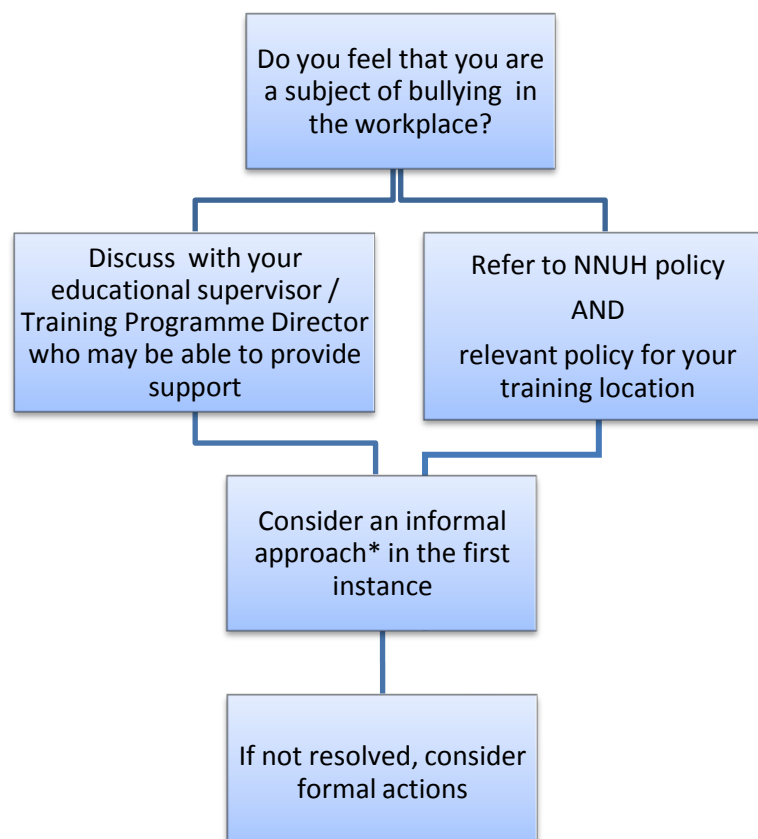 Do you feel that you are
a subject of bullying in
the workplace?
Discuss with your
educational supervisor /
Training Programme Director
who may be able to provide
support
Refer to NNUH policy
AND
relevant policy for your
training location
Consider an informal
approach* in the first
instance
If not resolved, consider
formal actions